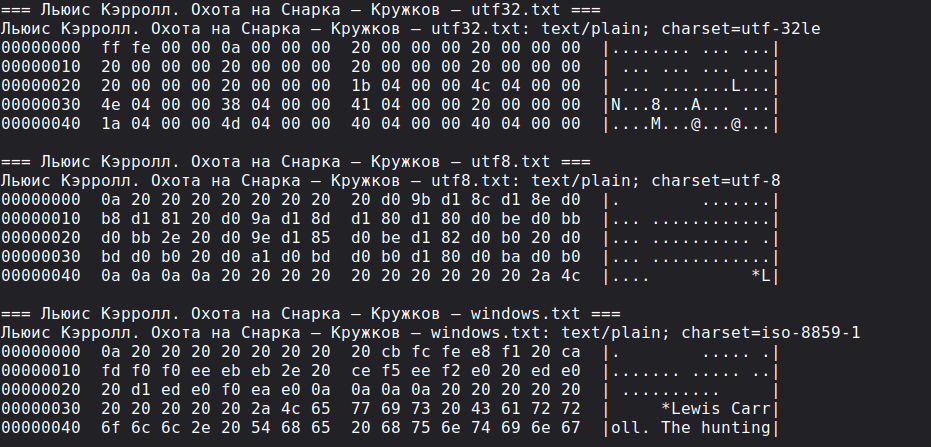 === Льюис Кэрролл. Охота на Снарка — Кружков — utf32.txt ===
Льюис Кэрролл. Охота на Снарка — Кружков — utf32.txt: text/plain; charset=utf-32le
00000000  ff fe 00 00 0a 00 00 00  20 00 00 00 20 00 00 00  |........ ... ...|
00000010  20 00 00 00 20 00 00 00  20 00 00 00 20 00 00 00  | ... ... ... ...|
00000020  20 00 00 00 20 00 00 00  1b 04 00 00 4c 04 00 00  | ... .......L...|
00000030  4e 04 00 00 38 04 00 00  41 04 00 00 20 00 00 00  |N...8...A... ...|
00000040  1a 04 00 00 4d 04 00 00  40 04 00 00 40 04 00 00  |....M...@...@...|
=== Льюис Кэрролл. Охота на Снарка — Кружков — utf8.txt ===
Льюис Кэрролл. Охота на Снарка — Кружков — utf8.txt: text/plain; charset=utf-8
00000000  0a 20 20 20 20 20 20 20  20 d0 9b d1 8c d1 8e d0  |.        .......|
00000010  b8 d1 81 20 d0 9a d1 8d  d1 80 d1 80 d0 be d0 bb  |... ............|
00000020  d0 bb 2e 20 d0 9e d1 85  d0 be d1 82 d0 b0 20 d0  |... .......... .|
00000030  bd d0 b0 20 d0 a1 d0 bd  d0 b0 d1 80 d0 ba d0 b0  |... ............|
00000040  0a 0a 0a 0a 20 20 20 20  20 20 20 20 20 20 2a 4c  |....          *L|
=== Льюис Кэрролл. Охота на Снарка — Кружков — windows.txt ===
Льюис Кэрролл. Охота на Снарка — Кружков — windows.txt: text/plain; charset=iso-8859-1
00000000  0a 20 20 20 20 20 20 20  20 cb fc fe e8 f1 20 ca  |.        ..... .|
00000010  fd f0 f0 ee eb eb 2e 20  ce f5 ee f2 e0 20 ed e0  |....... ..... ..|
00000020  20 d1 ed e0 f0 ea e0 0a  0a 0a 0a 20 20 20 20 20  | ..........     |
00000030  20 20 20 20 20 2a 4c 65  77 69 73 20 43 61 72 72  |     *Lewis Carr|
00000040  6f 6c 6c 2e 20 54 68 65  20 68 75 6e 74 69 6e 67  |oll. The hunting|